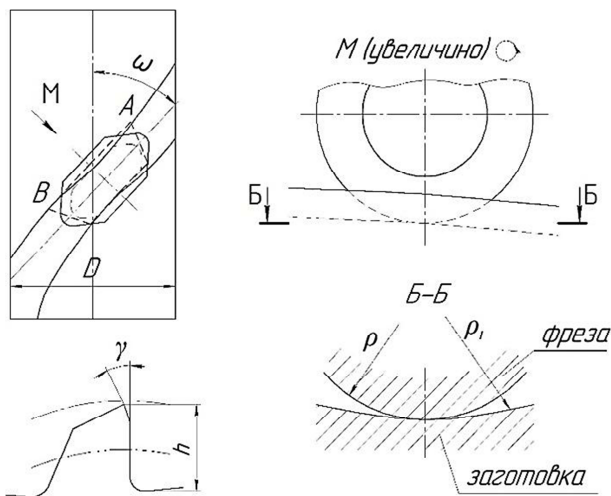 ω
М
А
В
D
γ
h
М (увеличино)
Б
Б
Б–Б
ρ
ρ₁
фреза
заготовка